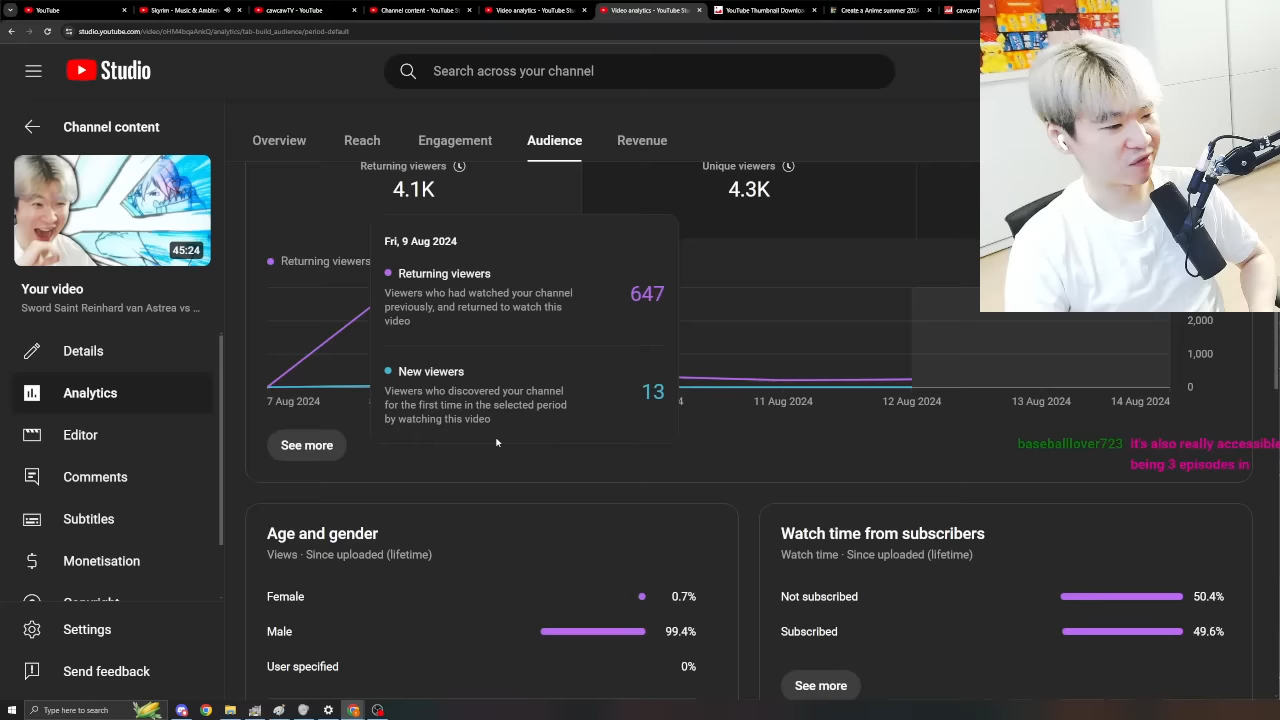 YouTube
Skyrim - Music & Ambien
cawcawTV - YouTube
Channel content - YouTube S
Video analytics - YouTube Stu
Video analytics - YouTube Stu
YouTube Thumbnail Downlo
Create a Anime summer 2024
cawcawT
studio.youtube.com/video/oHM4bqaAnkQ/analytics/tab-build_audience/period-default
Studio
Search across your channel
Channel content
45:24
Your video
Sword Saint Reinhard van Astrea vs ...
Details
Analytics
Editor
Comments
Subtitles
Monetisation
Copyright
Settings
Send feedback
Overview
Reach
Engagement
Audience
Revenue
Returning viewers
4.1K
Unique viewers
4.3K
Returning viewers
Fri, 9 Aug 2024
Returning viewers
647
Viewers who had watched your channel
previously, and returned to watch this
video
New viewers
13
Viewers who discovered your channel
for the first time in the selected period
by watching this video
2,000
1,000
0
7 Aug 2024
11 Aug 2024
12 Aug 2024
13 Aug 2024
14 Aug 2024
See more
baseballlover723 it's also really accessible
being 3 episodes in
Age and gender
Views · Since uploaded (lifetime)
Female
0.7%
Male
99.4%
User specified
0%
Watch time from subscribers
Watch time · Since uploaded (lifetime)
Not subscribed
50.4%
Subscribed
49.6%
See more
Type here to search